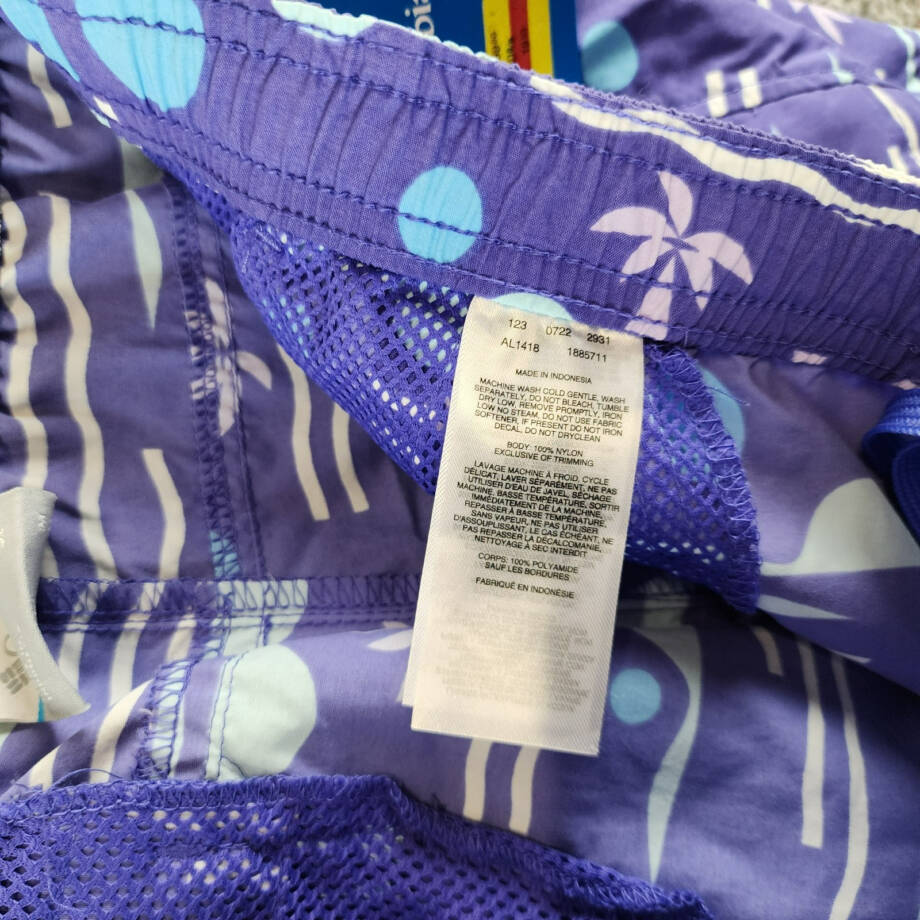 123 0722 2931
AL1418 1885711
MADE IN INDONESIA
MACHINE WASH COLD GENTLE, WASH
SEPARATELY, DO NOT BLEACH, TUMBLE
DRY LOW, REMOVE PROMPTLY, IRON
LOW NO STEAM, DO NOT USE FABRIC
SOFTENER, IF PRESENT DO NOT IRON
DECAL, DO NOT DRYCLEAN
BODY: 100% NYLON
EXCLUSIVE OF TRIMMING
LAVAGE MACHINE À FROID, CYCLE
DÉLICAT, LAVER SÉPARÉMENT, NE PAS
UTILISER D'EAU DE JAVEL, SÉCHAGE
MACHINE, BASSE TEMPÉRATURE, SORTIR
IMMÉDIATEMENT DE LA MACHINE,
REPASSER À BASSE TEMPÉRATURE,
SANS VAPEUR, NE PAS UTILISER
D'ASSOUPLISSANT, LE CAS ÉCHÉANT, NE
PAS REPASSER LA DÉCALCOMANIE,
NETTOYAGE À SEC INTERDIT
CORPS: 100% POLYAMIDE
SAUF LES BORDURES
FABRIQUÉ EN INDONÉSIE